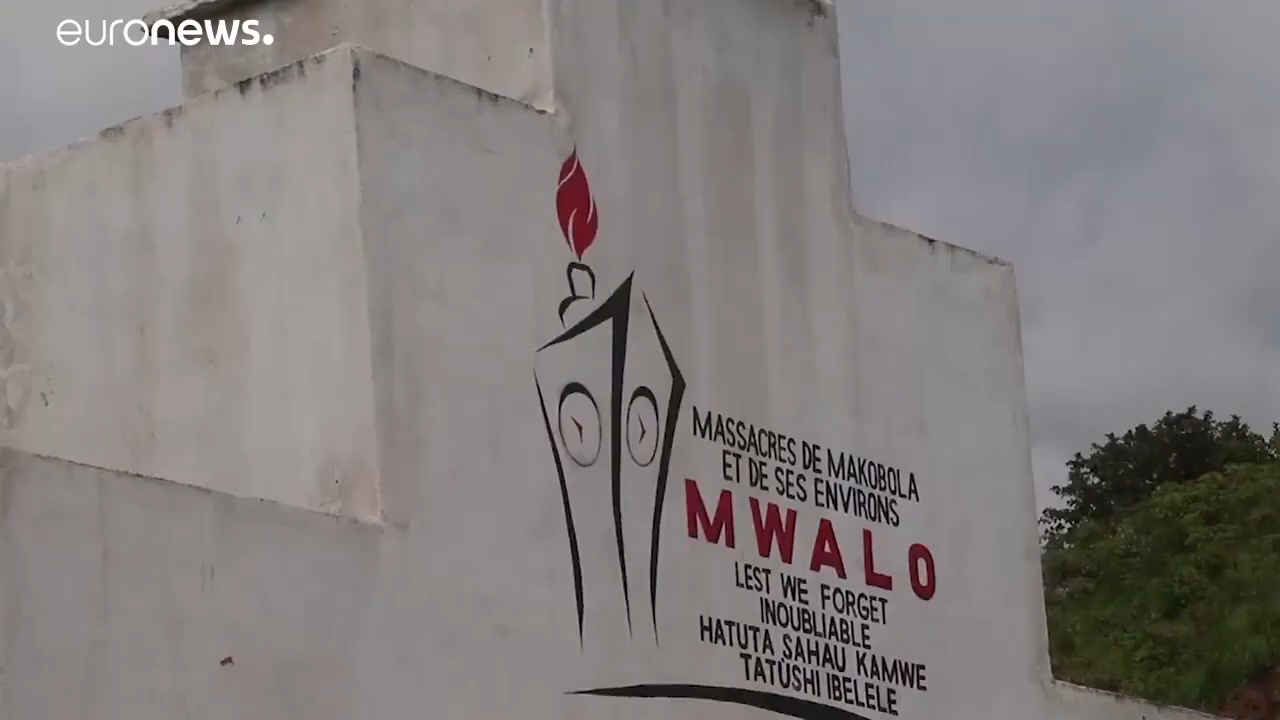 euronews.
MASSACRES DE MAKOBOLA
ET DE SES ENVIRONS
MWALO
LEST WE FORGET
INOUBLIABLE
HATUTA SAHAU KAMWE
TATUSHI IBELELE